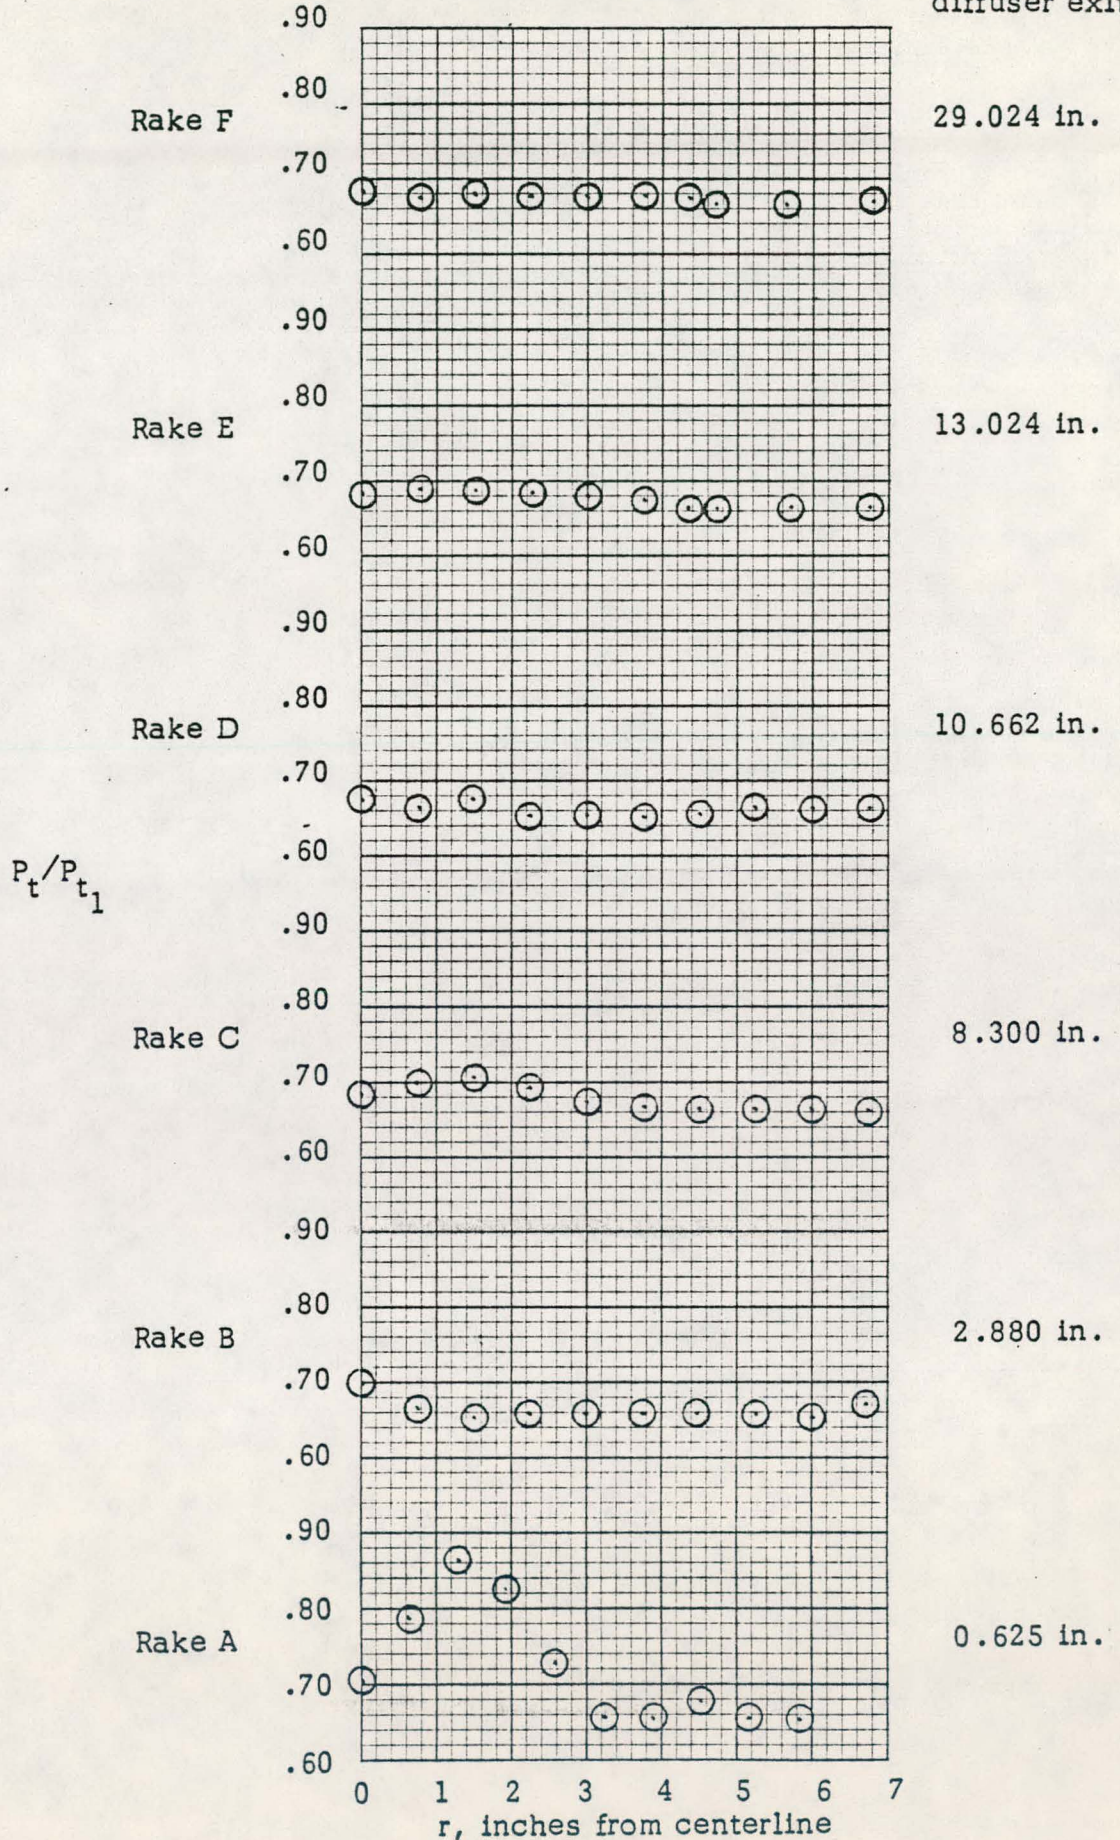 diffuser exit
.90
.80
Rake F
29.024 in.
.70
.60
.90
.80
Rake E
13.024 in.
.70
.60
.90
.80
Rake D
10.662 in.
.70
.60
Pt/Pt1
.90
.80
Rake C
8.300 in.
.70
.60
.90
.80
Rake B
2.880 in.
.70
.60
.90
.80
Rake A
0.625 in.
.70
.60
0 1 2 3 4 5 6 7
r, inches from centerline